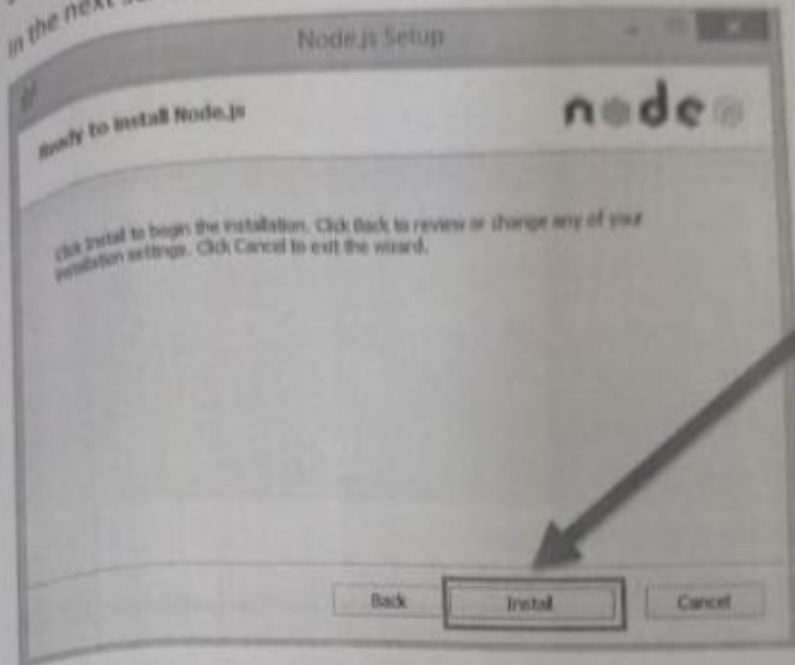 in the next
Node.js Setup
Ready to Install Node.js
node
Click Install to begin the installation. Click Back to review or change any of your
installation settings. Click Cancel to exit the wizard.
Back Install Cancel